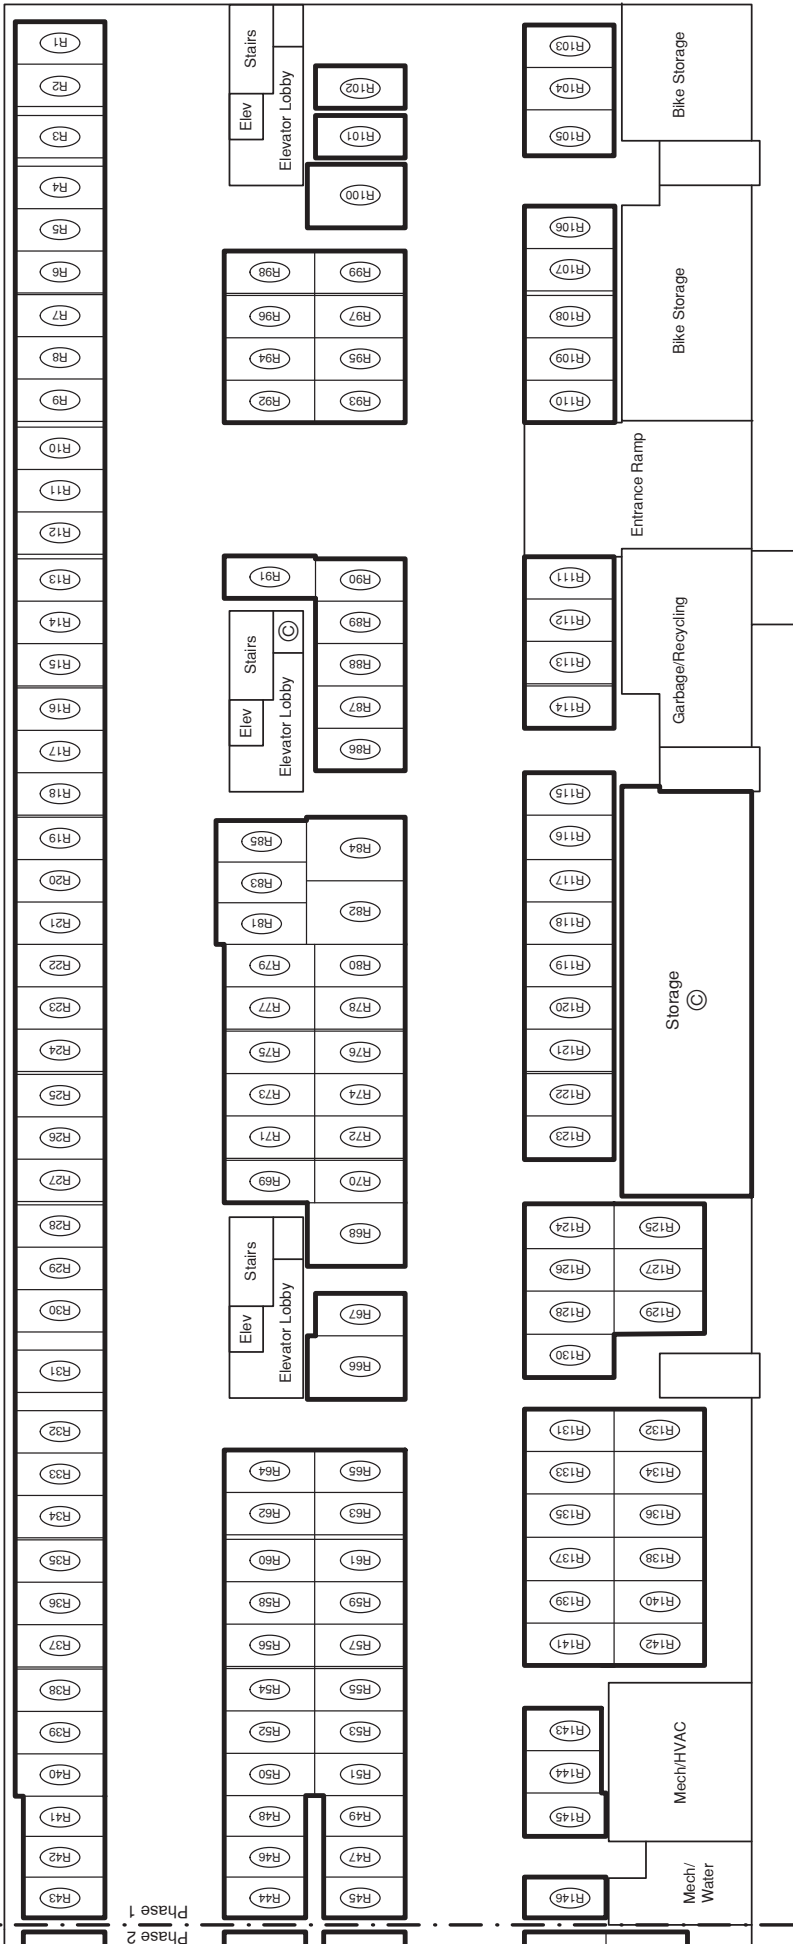 R1
R2
R3
R4
R5
R6
R7
R8
R9
R10
R11
R12
R13
R14
R15
R16
R17
R18
R19
R20
R21
R22
R23
R24
R25
R26
R27
R28
R29
R30
R31
R32
R33
R34
R35
R36
R37
R38
R39
R40
R41
R42
R43
Stairs
Elev
Elevator Lobby
R102
R101
R100
R98
R99
R96
R97
R94
R95
R92
R93
R91
R90
Stairs
©
Elev
Elevator Lobby
R89
R88
R87
R86
R85
R84
R83
R82
R81
R79
R80
R77
R78
R75
R76
R73
R74
R71
R72
R69
R70
R68
Stairs
Elev
Elevator Lobby
R67
R66
R64
R65
R62
R63
R60
R61
R58
R59
R56
R57
R54
R55
R52
R53
R50
R51
R48
R49
R46
R47
R44
R45
R103
R104
R105
R106
R107
R108
R109
R110
Bike Storage
Bike Storage
Entrance Ramp
R111
R112
R113
R114
Garbage/Recycling
R115
R116
R117
R118
R119
R120
R121
R122
R123
Storage
©
R124
R125
R126
R127
R128
R129
R130
R131
R132
R133
R134
R135
R136
R137
R138
R139
R140
R141
R142
R143
R144
R145
R146
Mech/HVAC
Mech/
Water
Phase 1
Phase 2